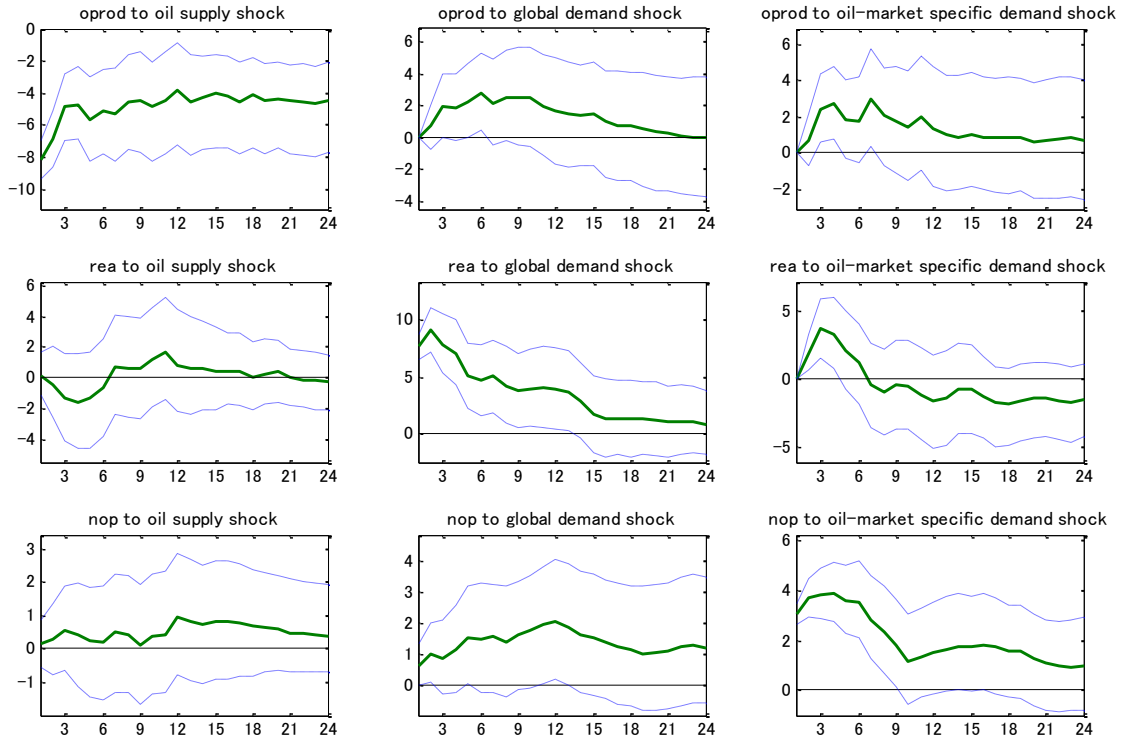 oprod to oil supply shock
oprod to global demand shock
oprod to oil-market specific demand shock
0
-2
-4
-6
-8
-10
3 6 9 12 15 18 21 24
6
4
2
0
-2
-4
3 6 9 12 15 18 21 24
6
4
2
0
-2
3 6 9 12 15 18 21 24
rea to oil supply shock
rea to global demand shock
rea to oil-market specific demand shock
6
4
2
0
-2
-4
3 6 9 12 15 18 21 24
10
5
0
3 6 9 12 15 18 21 24
5
0
-5
3 6 9 12 15 18 21 24
nop to oil supply shock
nop to global demand shock
nop to oil-market specific demand shock
3
2
1
0
-1
3 6 9 12 15 18 21 24
4
3
2
1
0
3 6 9 12 15 18 21 24
6
4
2
0
3 6 9 12 15 18 21 24